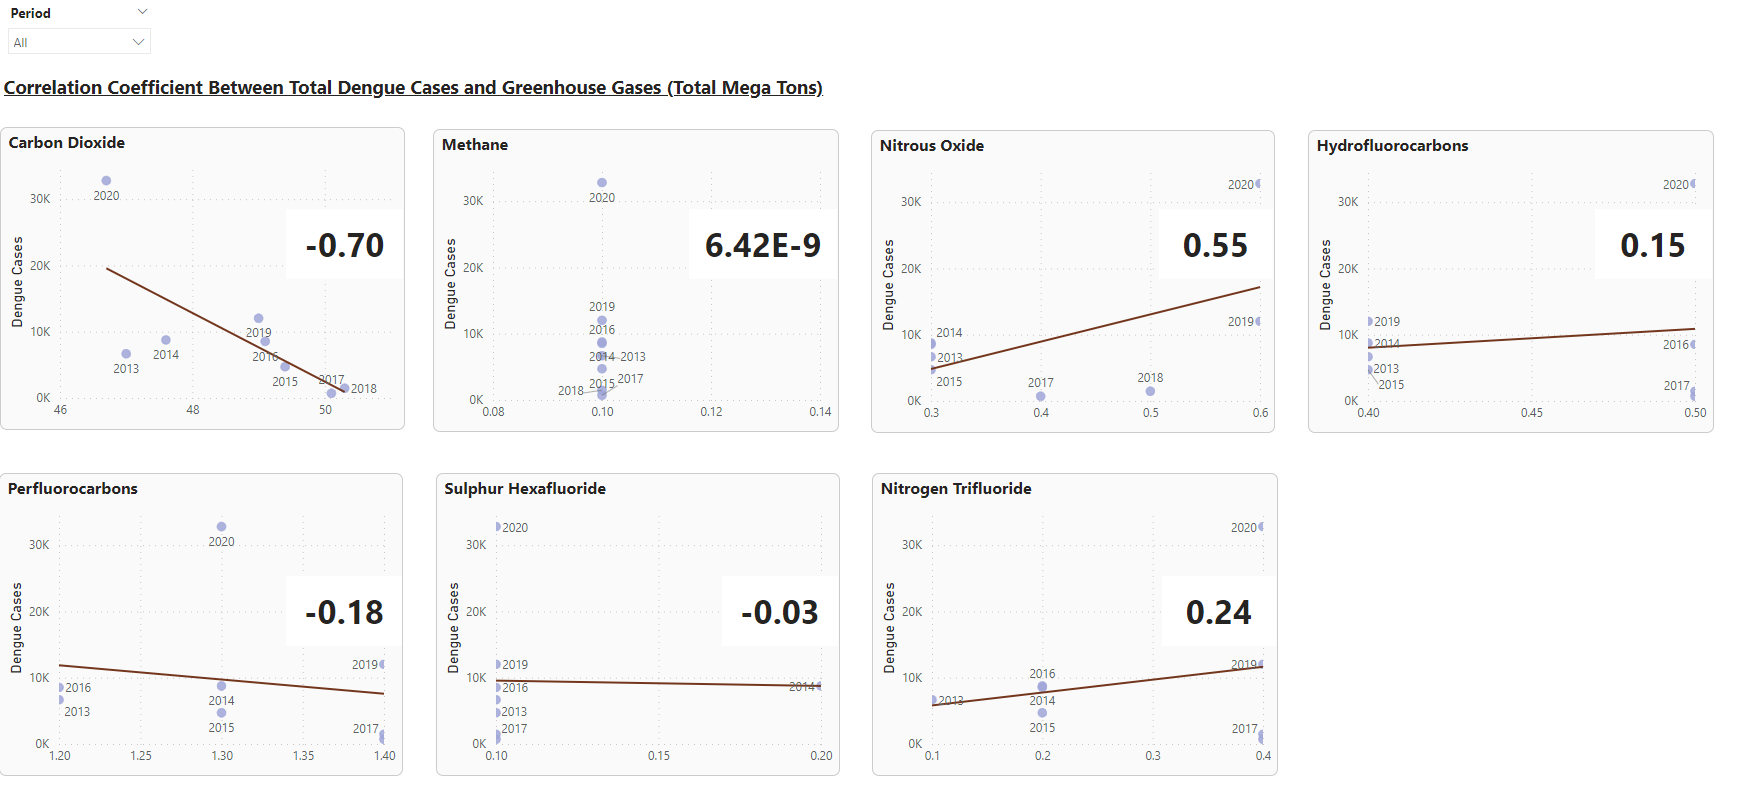 Period
All
Correlation Coefficient Between Total Dengue Cases and Greenhouse Gases (Total Mega Tons)
Carbon Dioxide
Dengue Cases
30K
20K
10K
0K
46
48
50
2020
2013
2014
2019
2016
2015
2017
2018
-0.70
Methane
Dengue Cases
30K
20K
10K
0K
0.08
0.10
0.12
0.14
2020
2019
2016
2014
2013
2015
2017
2018
6.42E-9
Nitrous Oxide
Dengue Cases
30K
20K
10K
0K
0.3
0.4
0.5
0.6
2020
2019
2014
2013
2015
2017
2018
0.55
Hydrofluorocarbons
Dengue Cases
30K
20K
10K
0K
0.40
0.45
0.50
2020
2019
2014
2016
2013
2015
2017
0.15
Perfluorocarbons
Dengue Cases
30K
20K
10K
0K
1.20
1.25
1.30
1.35
1.40
2020
2019
2016
2013
2014
2015
2017
-0.18
Sulphur Hexafluoride
Dengue Cases
30K
20K
10K
0K
0.10
0.15
0.20
2020
2019
2016
2014
2013
2017
-0.03
Nitrogen Trifluoride
Dengue Cases
30K
20K
10K
0K
0.1
0.2
0.3
0.4
2020
2019
2016
2013
2014
2015
2017
0.24